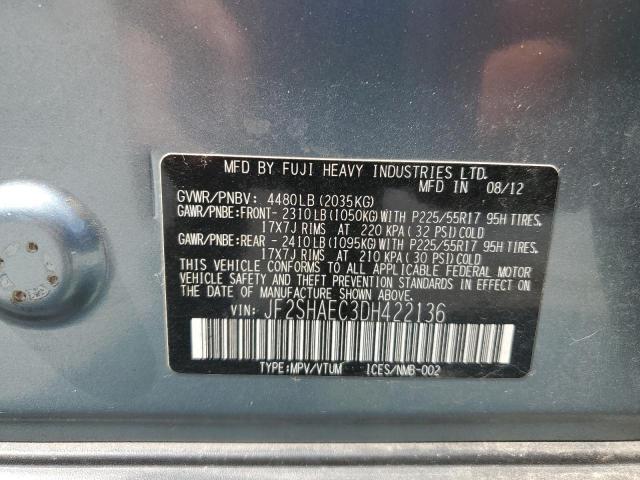 MFD BY FUJI HEAVY INDUSTRIES LTD.
MFD IN 08/12
GVWR/PNBV: 4480LB (2035KG)
GAWR/PNBE:FRONT- 2310LB (1050KG) WITH P225/55R17 95H TIRES,
17X7J RIMS AT 220 KPA ( 32 PSI) COLD
GAWR/PNBE:REAR - 2410LB (1095KG) WITH P225/55R17 95H TIRES,
17X7J RIMS AT 210 KPA ( 30 PSI) COLD
THIS VEHICLE CONFORMS TO ALL APPLICABLE FEDERAL MOTOR
VEHICLE SAFETY AND THEFT PREVENTION STANDARDS IN EFFECT
ON THE DATE OF MANUFACTURE SHOWN ABOVE.
VIN: JF2SHAEC3DH422136
TYPE:MPV/VTUM ICES/NMB-002